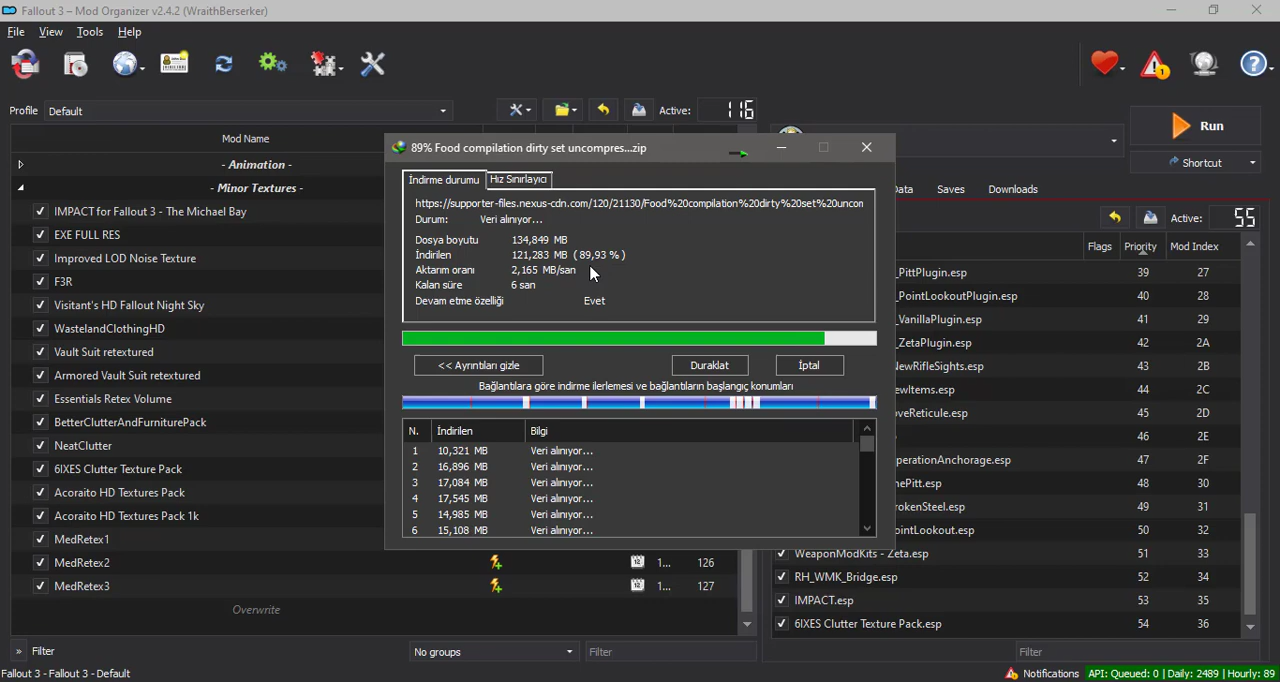 Fallout 3 – Mod Organizer v2.4.2 (WraithBerserker)
File View Tools Help
Profile Default Active: 116
Run
Shortcut
Mod Name
- Animation -
- Minor Textures -
IMPACT for Fallout 3 - The Michael Bay
EXE FULL RES
Improved LOD Noise Texture
F3R
Visitant's HD Fallout Night Sky
WastelandClothingHD
Vault Suit retextured
Armored Vault Suit retextured
Essentials Retex Volume
BetterClutterAndFurniturePack
NeatClutter
6IXES Clutter Texture Pack
Acoraito HD Textures Pack
Acoraito HD Textures Pack 1k
MedRetex1
MedRetex2 1... 126
MedRetex3 1... 127
Overwrite
» Filter No groups Filter
89% Food compilation dirty set uncompres...zip
İndirme durumu Hız Sınırlayıcı
https://supporter-files.nexus-cdn.com/120/21130/Food%20compilation%20dirty%20set%20uncon
Durum: Veri alınıyor...
Dosya boyutu 134,849 MB
İndirilen 121,283 MB ( 89,93 % )
Aktarım oranı 2,165 MB/san
Kalan süre 6 san
Devam etme özelliği Evet
<< Ayrıntıları gizle Duraklat İptal
Bağlantılara göre indirme ilerlemesi ve bağlantıların başlangıç konumları
N. İndirilen Bilgi
1 10,321 MB Veri alınıyor...
2 16,896 MB Veri alınıyor...
3 17,084 MB Veri alınıyor...
4 17,545 MB Veri alınıyor...
5 14,985 MB Veri alınıyor...
6 15,108 MB Veri alınıyor...
Data Saves Downloads
Active: 55
Flags Priority Mod Index
_PittPlugin.esp 39 27
_PointLookoutPlugin.esp 40 28
_VanillaPlugin.esp 41 29
_ZetaPlugin.esp 42 2A
ewRifleSights.esp 43 2B
ewItems.esp 44 2C
oveReticule.esp 45 2D
46 2E
perationAnchorage.esp 47 2F
hePitt.esp 48 30
rokenSteel.esp 49 31
ointLookout.esp 50 32
WeaponModKits - Zeta.esp 51 33
RH_WMK_Bridge.esp 52 34
IMPACT.esp 53 35
6IXES Clutter Texture Pack.esp 54 36
Filter
Fallout 3 – Fallout 3 - Default
Notifications API: Queued: 0 | Daily: 2489 | Hourly: 89